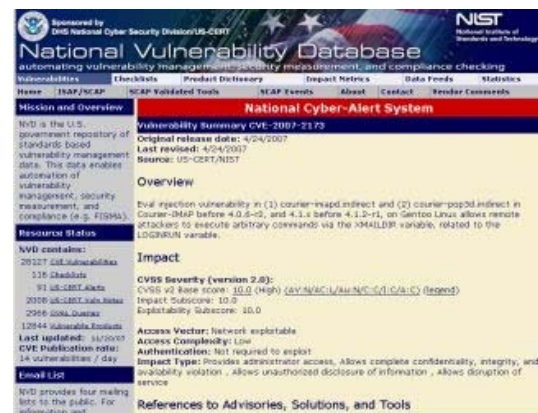 Sponsored by
DHS National Cyber Security Division/US-CERT
NIST
National Institute of
Standards and Technology
National Vulnerability Database
automating vulnerability management, security measurement, and compliance checking
Vulnerabilities Checklists Product Dictionary Impact Metrics Data Feeds Statistics
Home ISAP/SCAP SCAP Validated Tools SCAP Events About Contact Vendor Comments
Mission and Overview
NVD is the U.S.
government repository of
standards based
vulnerability management
data. This data enables
automation of
vulnerability
management, security
measurement, and
compliance (e.g. FISMA).
Resource Status
NVD contains:
28127 CVE Vulnerabilities
116 Checklists
91 US-CERT Alerts
2008 US-CERT Vuln Notes
2966 OVAL Queries
12844 Vulnerable Products
Last updated:
CVE Publication rate:
14 vulnerabilities / day
Email List
NVD provides four mailing
lists to the public. For
information and
National Cyber-Alert System
Vulnerability Summary CVE-2007-2173
Original release date: 4/24/2007
Last revised: 4/24/2007
Source: US-CERT/NIST
Overview
Eval injection vulnerability in (1) courier-imapd.indirect and (2) courier-pop3d.indirect in
Courier-IMAP before 4.0.6-r2, and 4.1.x before 4.1.2-r1, on Gentoo Linux allows remote
attackers to execute arbitrary commands via the XMAILDIR variable, related to the
LOGINRUN variable.
Impact
CVSS Severity (version 2.0):
CVSS v2 Base score: 10.0 (High) (AV:N/AC:L/Au:N/C:C/I:C/A:C) (legend)
Impact Subscore: 10.0
Exploitability Subscore: 10.0
Access Vector: Network exploitable
Access Complexity: Low
Authentication: Not required to exploit
Impact Type: Provides administrator access, Allows complete confidentiality, integrity, and
availability violation , Allows unauthorized disclosure of information , Allows disruption of
service
References to Advisories, Solutions, and Tools